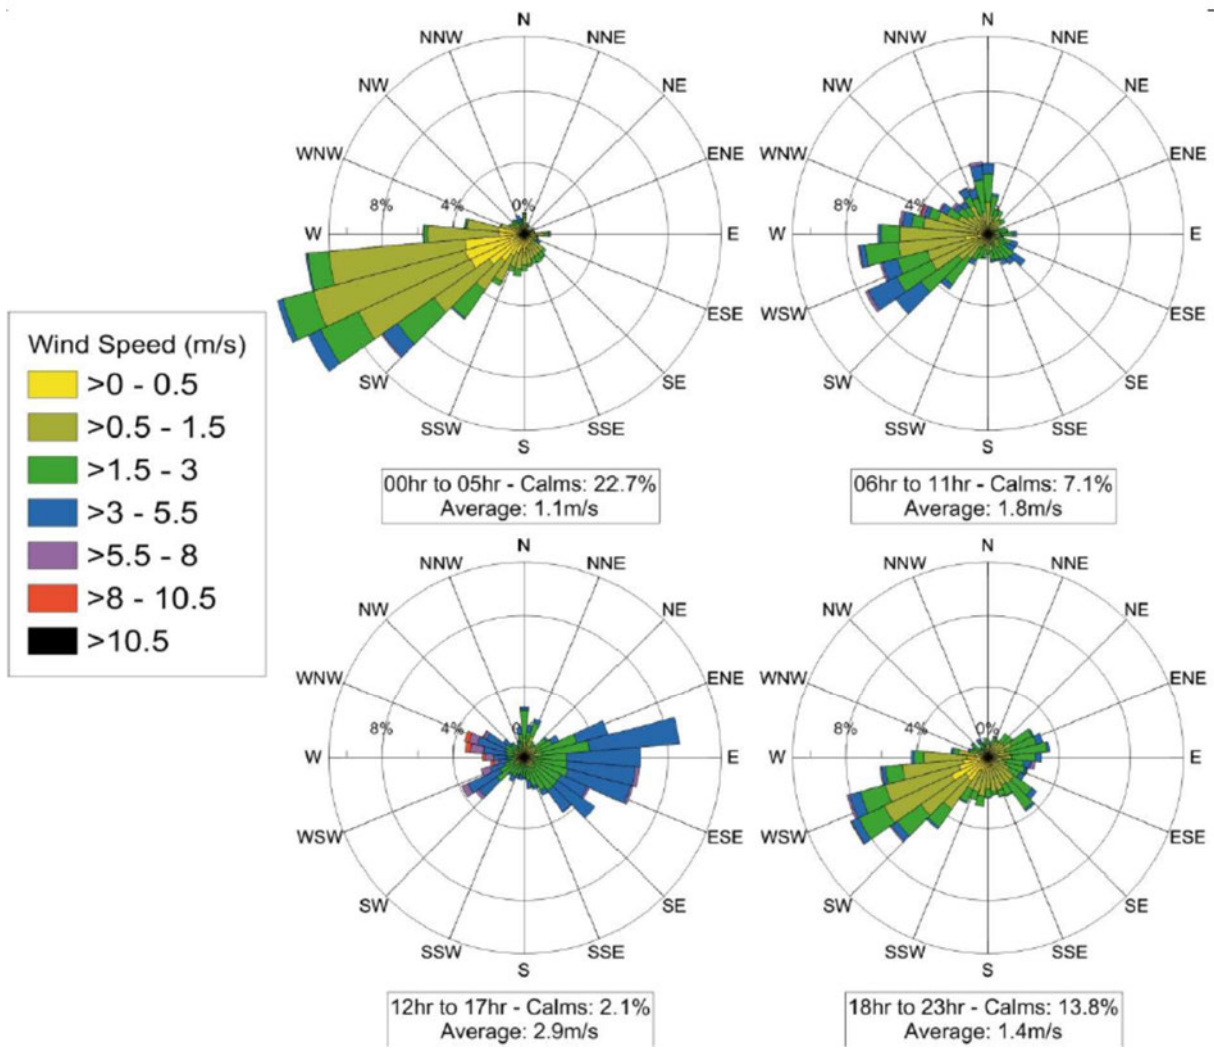 Wind Speed (m/s)
>0 - 0.5
>0.5 - 1.5
>1.5 - 3
>3 - 5.5
>5.5 - 8
>8 - 10.5
>10.5
N
NNW
NNE
NW
NE
WNW
ENE
8%
4%
0%
W
E
WSW
ESE
SW
SE
SSW
SSE
S
00hr to 05hr - Calms: 22.7%
Average: 1.1m/s
N
NNW
NNE
NW
NE
WNW
ENE
8%
4%
0%
W
E
WSW
ESE
SW
SE
SSW
SSE
S
06hr to 11hr - Calms: 7.1%
Average: 1.8m/s
N
NNW
NNE
NW
NE
WNW
ENE
8%
4%
W
E
WSW
ESE
SW
SE
SSW
SSE
S
12hr to 17hr - Calms: 2.1%
Average: 2.9m/s
N
NNW
NNE
NW
NE
WNW
ENE
8%
4%
0%
W
E
WSW
ESE
SW
SE
SSW
SSE
S
18hr to 23hr - Calms: 13.8%
Average: 1.4m/s